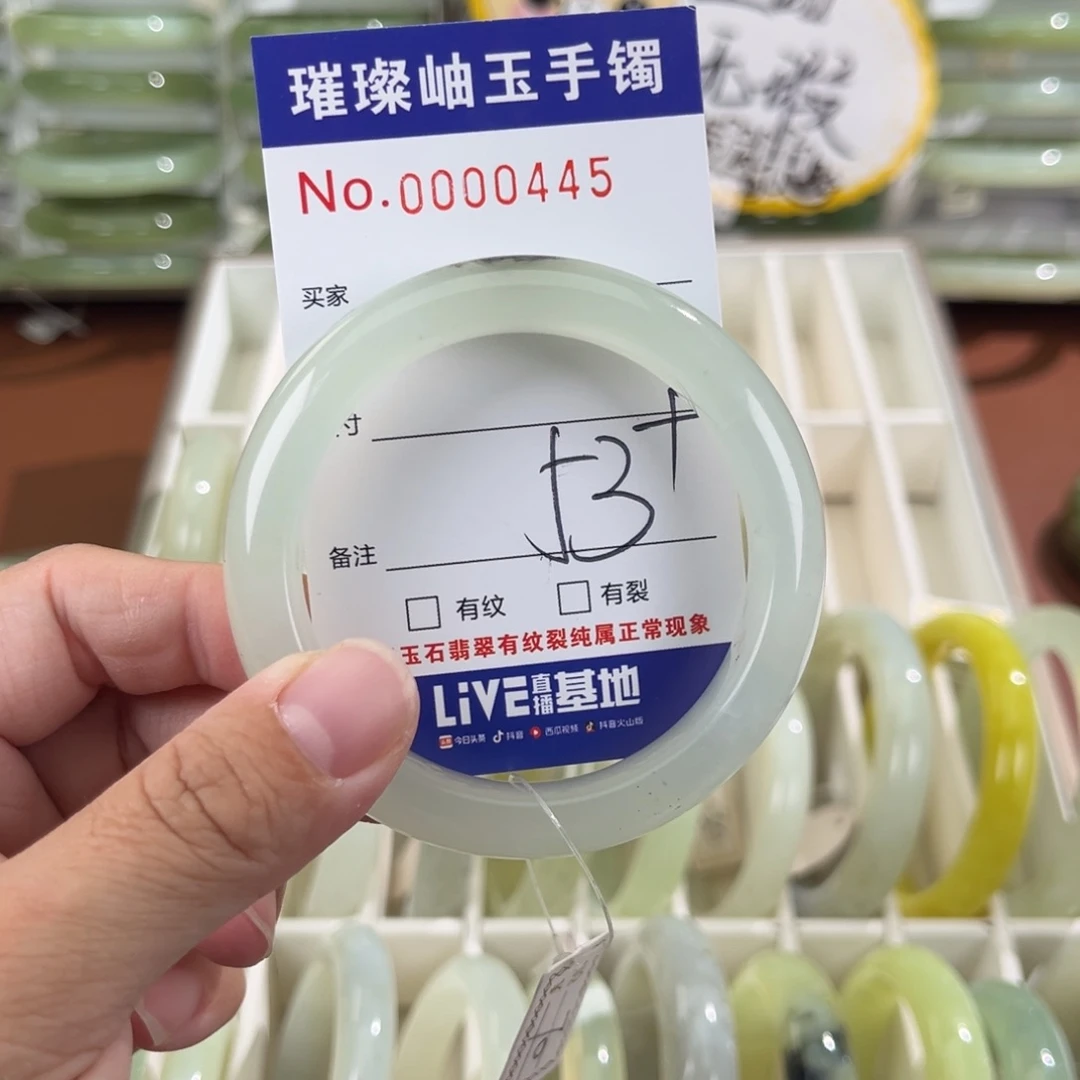 璀璨岫玉手镯
No.0000445
买家
寸
53+
备注
有纹 有裂
玉石翡翠有纹裂纯属正常现象
LiVE直播基地
今日头条 抖音 西瓜视频 抖音火山版
无